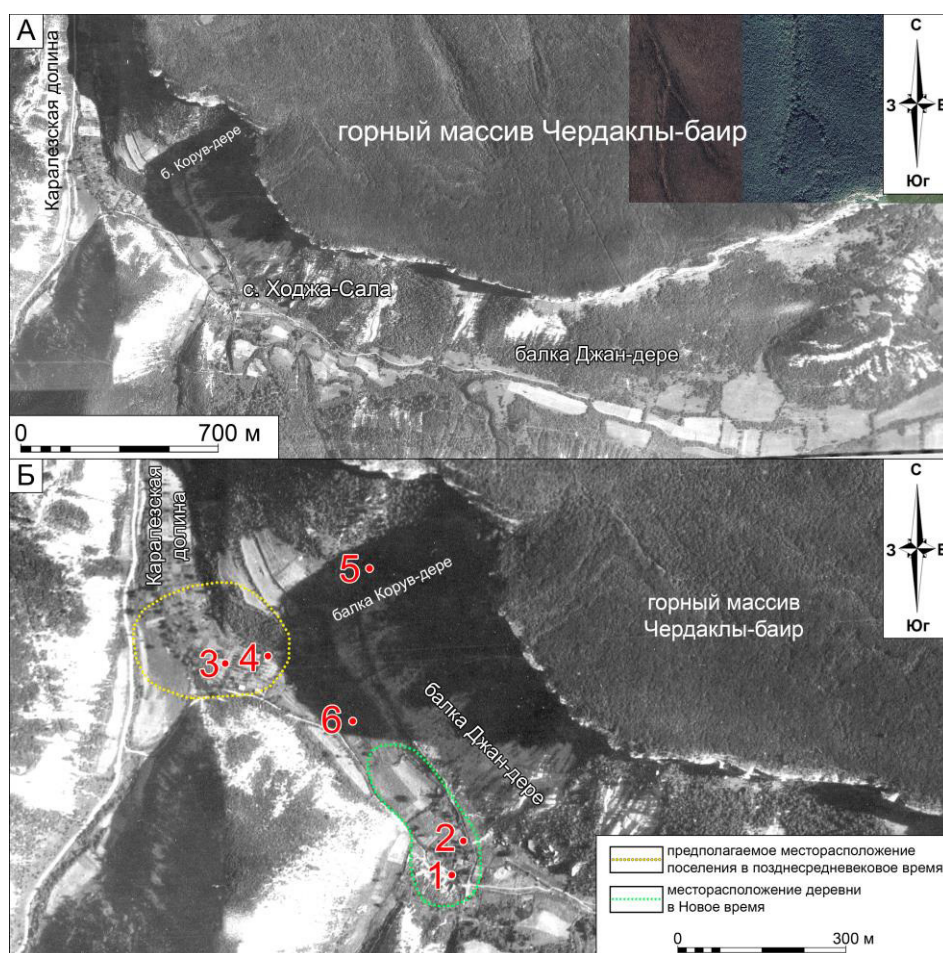 А
Каралезская долина
б. Корув-дере
горный массив Чердаклы-баир
С
З
В
Юг
с. Ходжа-Сала
балка Джан-дере
0
700 м
Б
Каралезская
долина
5
балка Корув-дере
С
З
В
Юг
горный массив
Чердаклы-баир
3
4
6
балка Джан-дере
2
1
предполагаемое месторасположение
поселения в позднесредневековое время
месторасположение деревни
в Новое время
0
300 м